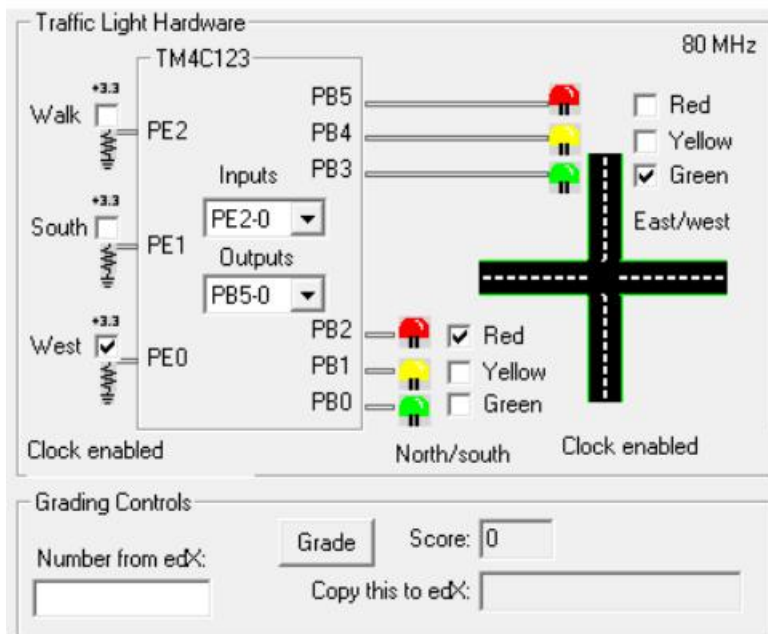 Traffic Light Hardware
80 MHz
TM4C123
+3.3
Walk
PE2
PB5
Red
PB4
Yellow
PB3
Green
Inputs
PE2-0
East/west
+3.3
South
PE1
Outputs
PB5-0
+3.3
West
PE0
PB2
Red
PB1
Yellow
PB0
Green
Clock enabled
North/south
Clock enabled
Grading Controls
Number from edX:
Grade
Score: 0
Copy this to edX: